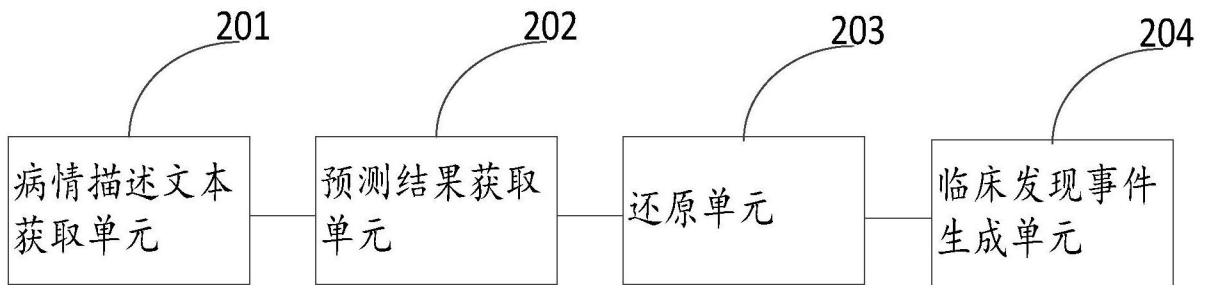 201
202
203
204
病情描述文本
获取单元
预测结果获取
单元
还原单元
临床发现事件
生成单元